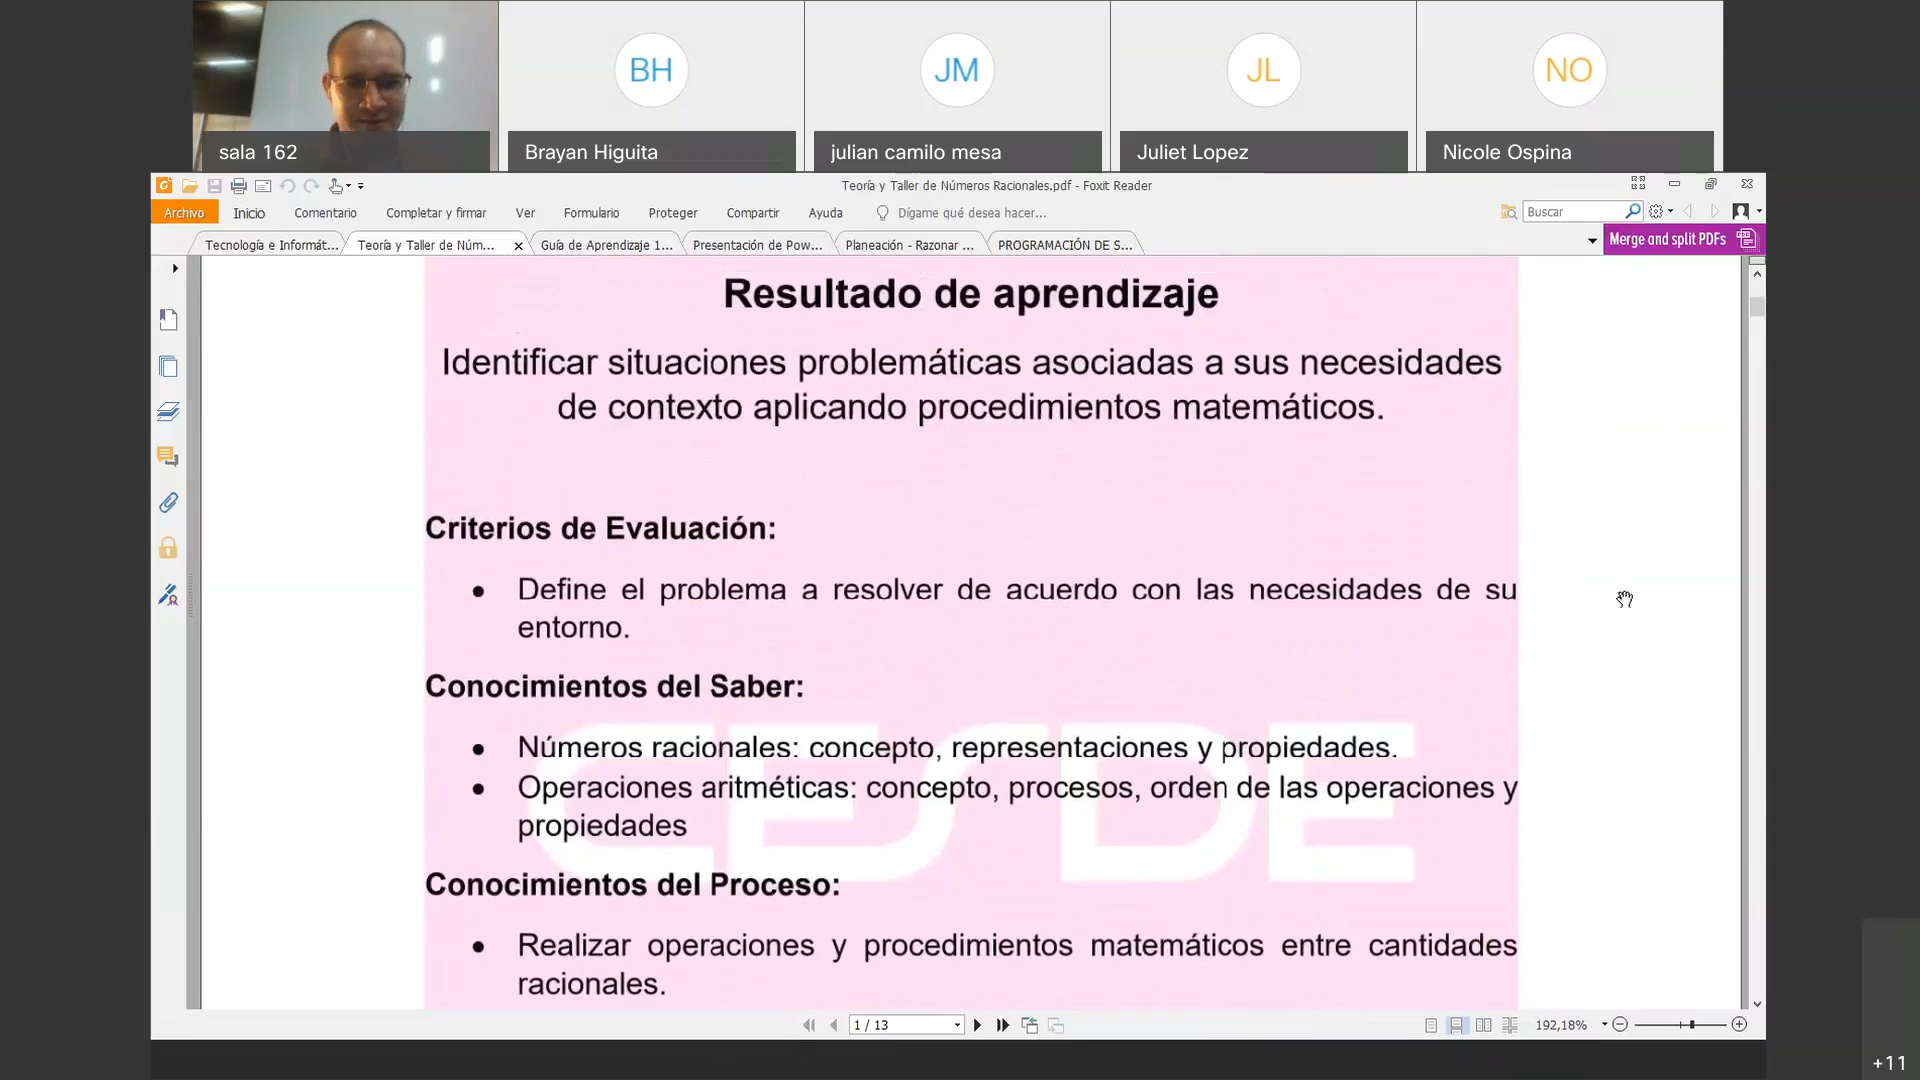 BH
JM
JL
NO
sala 162
Brayan Higuita
julian camilo mesa
Juliet Lopez
Nicole Ospina
Teoría y Taller de Números Racionales.pdf - Foxit Reader
Archivo
Inicio
Comentario
Completar y firmar
Ver
Formulario
Proteger
Compartir
Ayuda
Dígame qué desea hacer...
Buscar
Tecnología e Informát...
Teoría y Taller de Núm...
Guía de Aprendizaje 1...
Presentación de Pow...
Planeación - Razonar ...
PROGRAMACIÓN DE S...
Merge and split PDFs
Resultado de aprendizaje
Identificar situaciones problemáticas asociadas a sus necesidades
de contexto aplicando procedimientos matemáticos.
Criterios de Evaluación:
• Define el problema a resolver de acuerdo con las necesidades de su
entorno.
Conocimientos del Saber:
• Números racionales: concepto, representaciones y propiedades.
• Operaciones aritméticas: concepto, procesos, orden de las operaciones y
propiedades
CESDE
Conocimientos del Proceso:
• Realizar operaciones y procedimientos matemáticos entre cantidades
racionales.
1 / 13
192,18%
+11